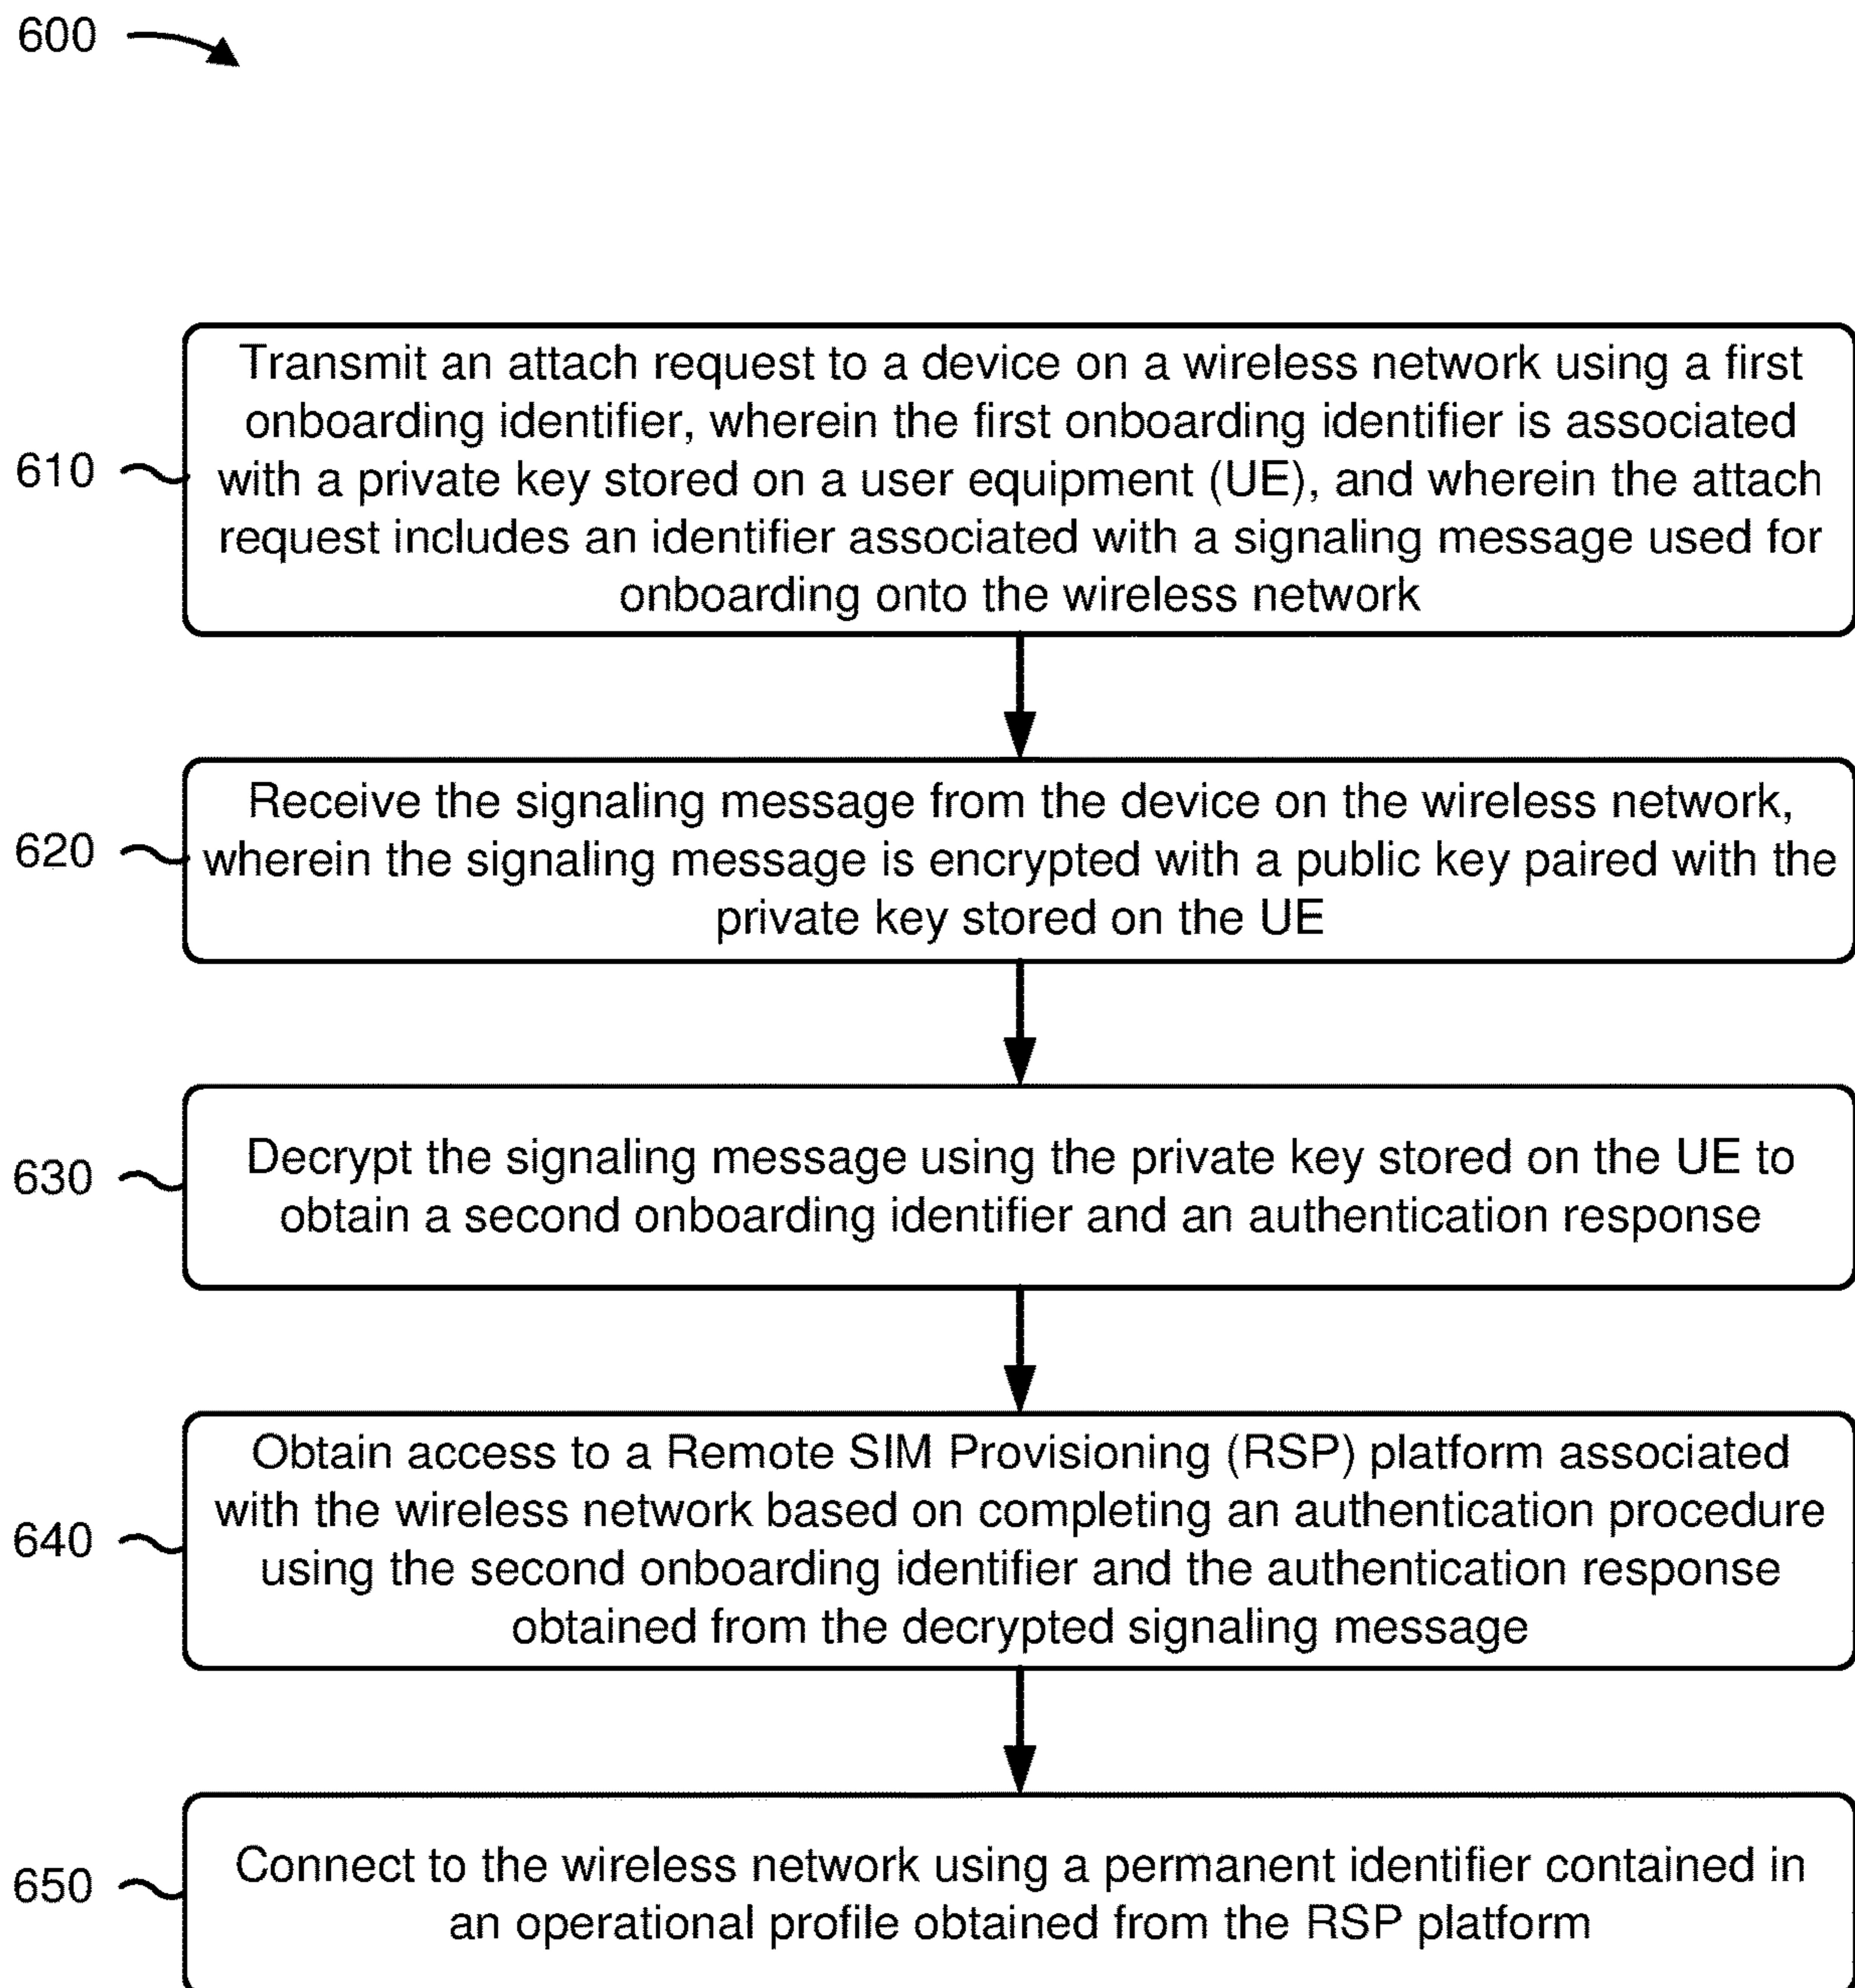 600
Transmit an attach request to a device on a wireless network using a first
onboarding identifier, wherein the first onboarding identifier is associated
610
with a private key stored on a user equipment (UE), and wherein the attach
request includes an identifier associated with a signaling message used for
onboarding onto the wireless network
Receive the signaling message from the device on the wireless network,
620
wherein the signaling message is encrypted with a public key paired with the
private key stored on the UE
Decrypt the signaling message using the private key stored on the UE to
630
obtain a second onboarding identifier and an authentication response
Obtain access to a Remote SIM Provisioning (RSP) platform associated
with the wireless network based on completing an authentication procedure
640
using the second onboarding identifier and the authentication response
obtained from the decrypted signaling message
Connect to the wireless network using a permanent identifier contained in
650
an operational profile obtained from the RSP platform